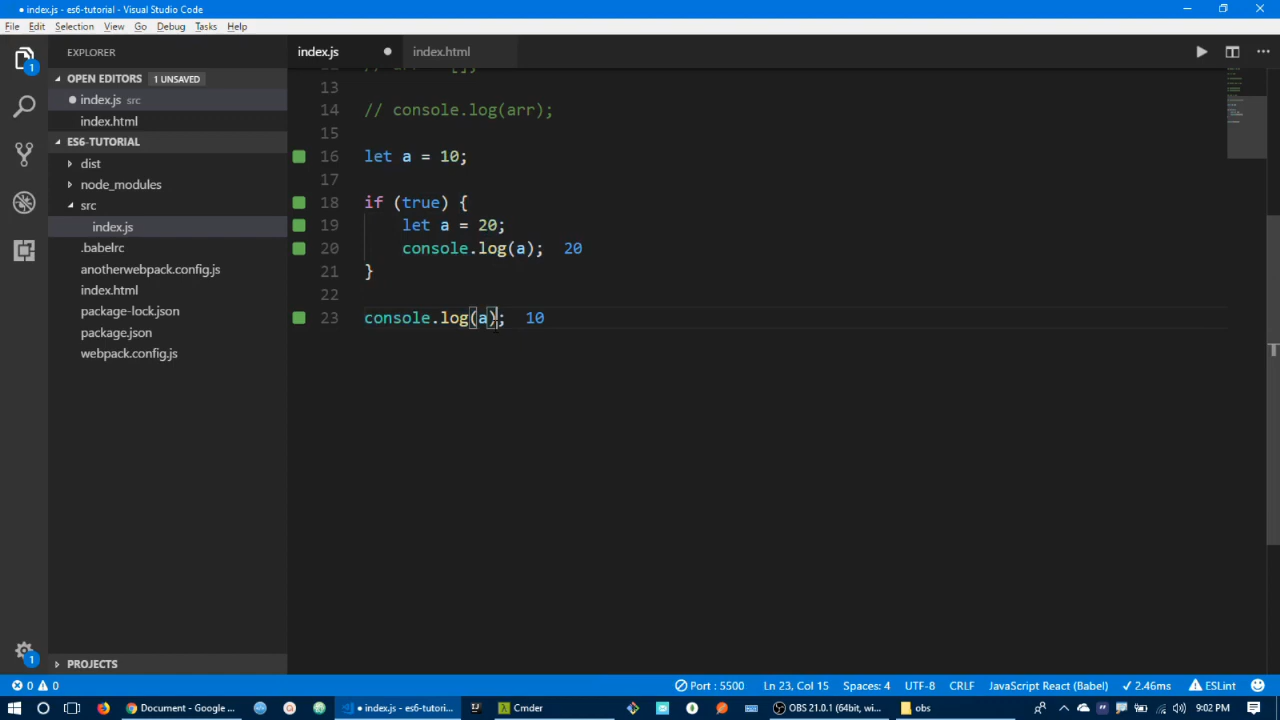 index.js - es6-tutorial - Visual Studio Code
File Edit Selection View Go Debug Tasks Help
EXPLORER
OPEN EDITORS 1 UNSAVED
index.js src
index.html
ES6-TUTORIAL
dist
node_modules
src
index.js
.babelrc
anotherwebpack.config.js
index.html
package-lock.json
package.json
webpack.config.js
PROJECTS
1
1
index.js index.html
13
14 // console.log(arr);
15
16 let a = 10;
17
18 if (true) {
19 let a = 20;
20 console.log(a); 20
21 }
22
23 console.log(a); 10
0 0 Port : 5500 Ln 23, Col 15 Spaces: 4 UTF-8 CRLF JavaScript React (Babel) ✓ 2.46ms ESLint
Document - Google ... index.js - es6-tutori... Cmder OBS 21.0.1 (64bit, wi... obs 9:02 PM